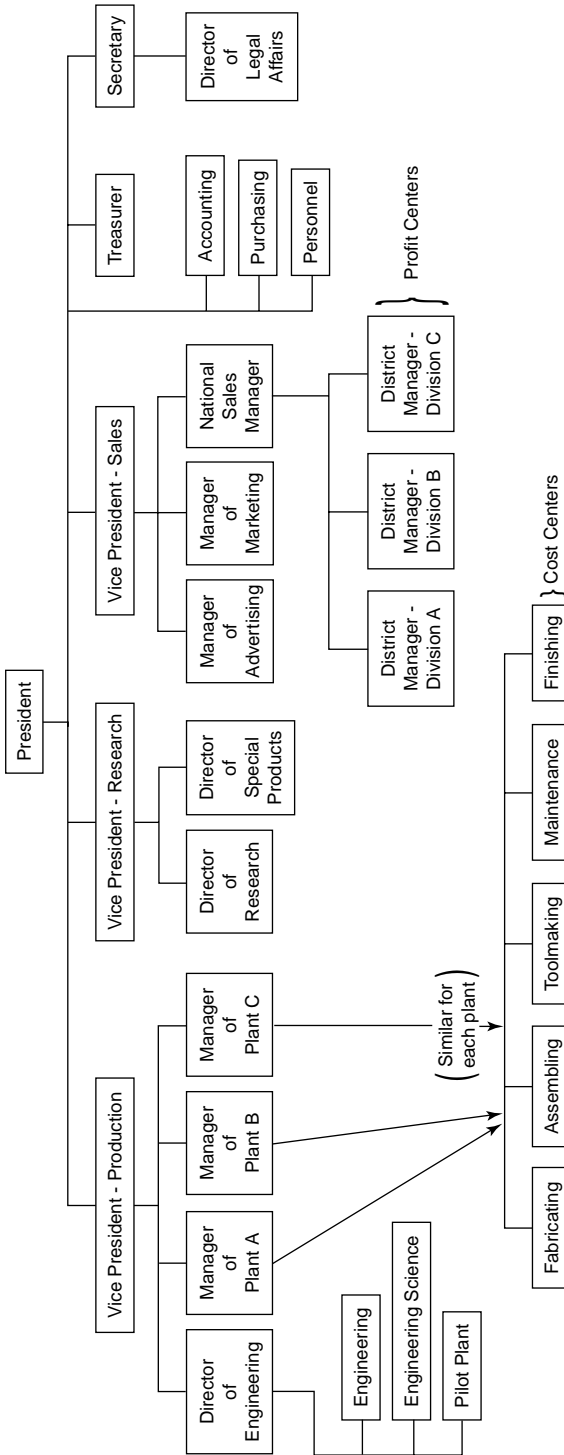 President
Vice President - Production
Vice President - Research
Vice President - Sales
Treasurer
Secretary
Director
of
Engineering
Manager
of
Plant A
Manager
of
Plant B
Manager
of
Plant C
Director
of
Research
Director
of
Special
Products
Manager
of
Advertising
Manager
of
Marketing
National
Sales
Manager
Accounting
Purchasing
Personnel
Director
of
Legal
Affairs
Engineering
Engineering Science
Pilot Plant
(Similar for
each plant)
District
Manager -
Division A
District
Manager -
Division B
District
Manager -
Division C
} Profit Centers
Fabricating
Assembling
Toolmaking
Maintenance
Finishing
} Cost Centers